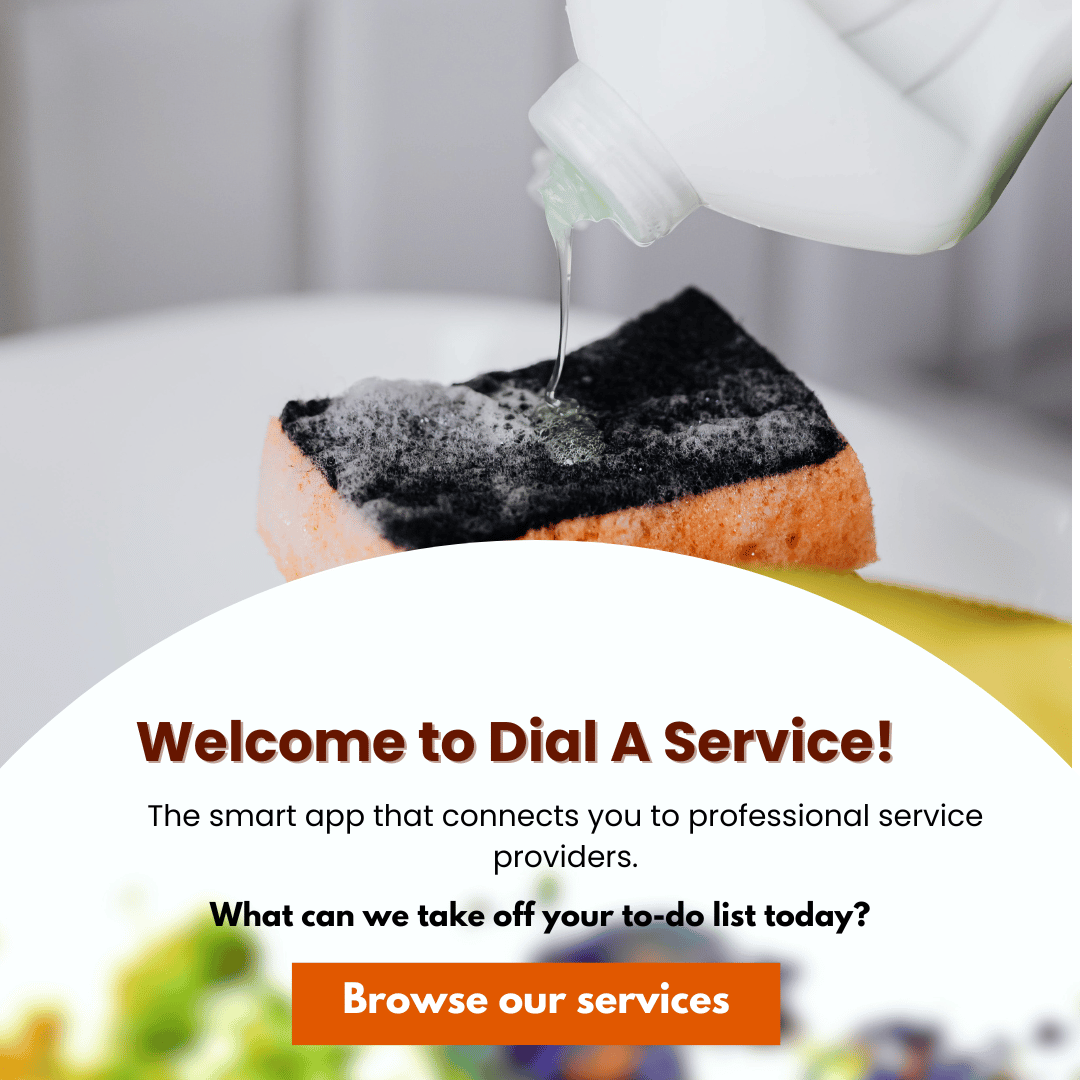 Welcome to Dial A Service!
The smart app that connects you to professional service
providers.
What can we take off your to-do list today?
Browse our services